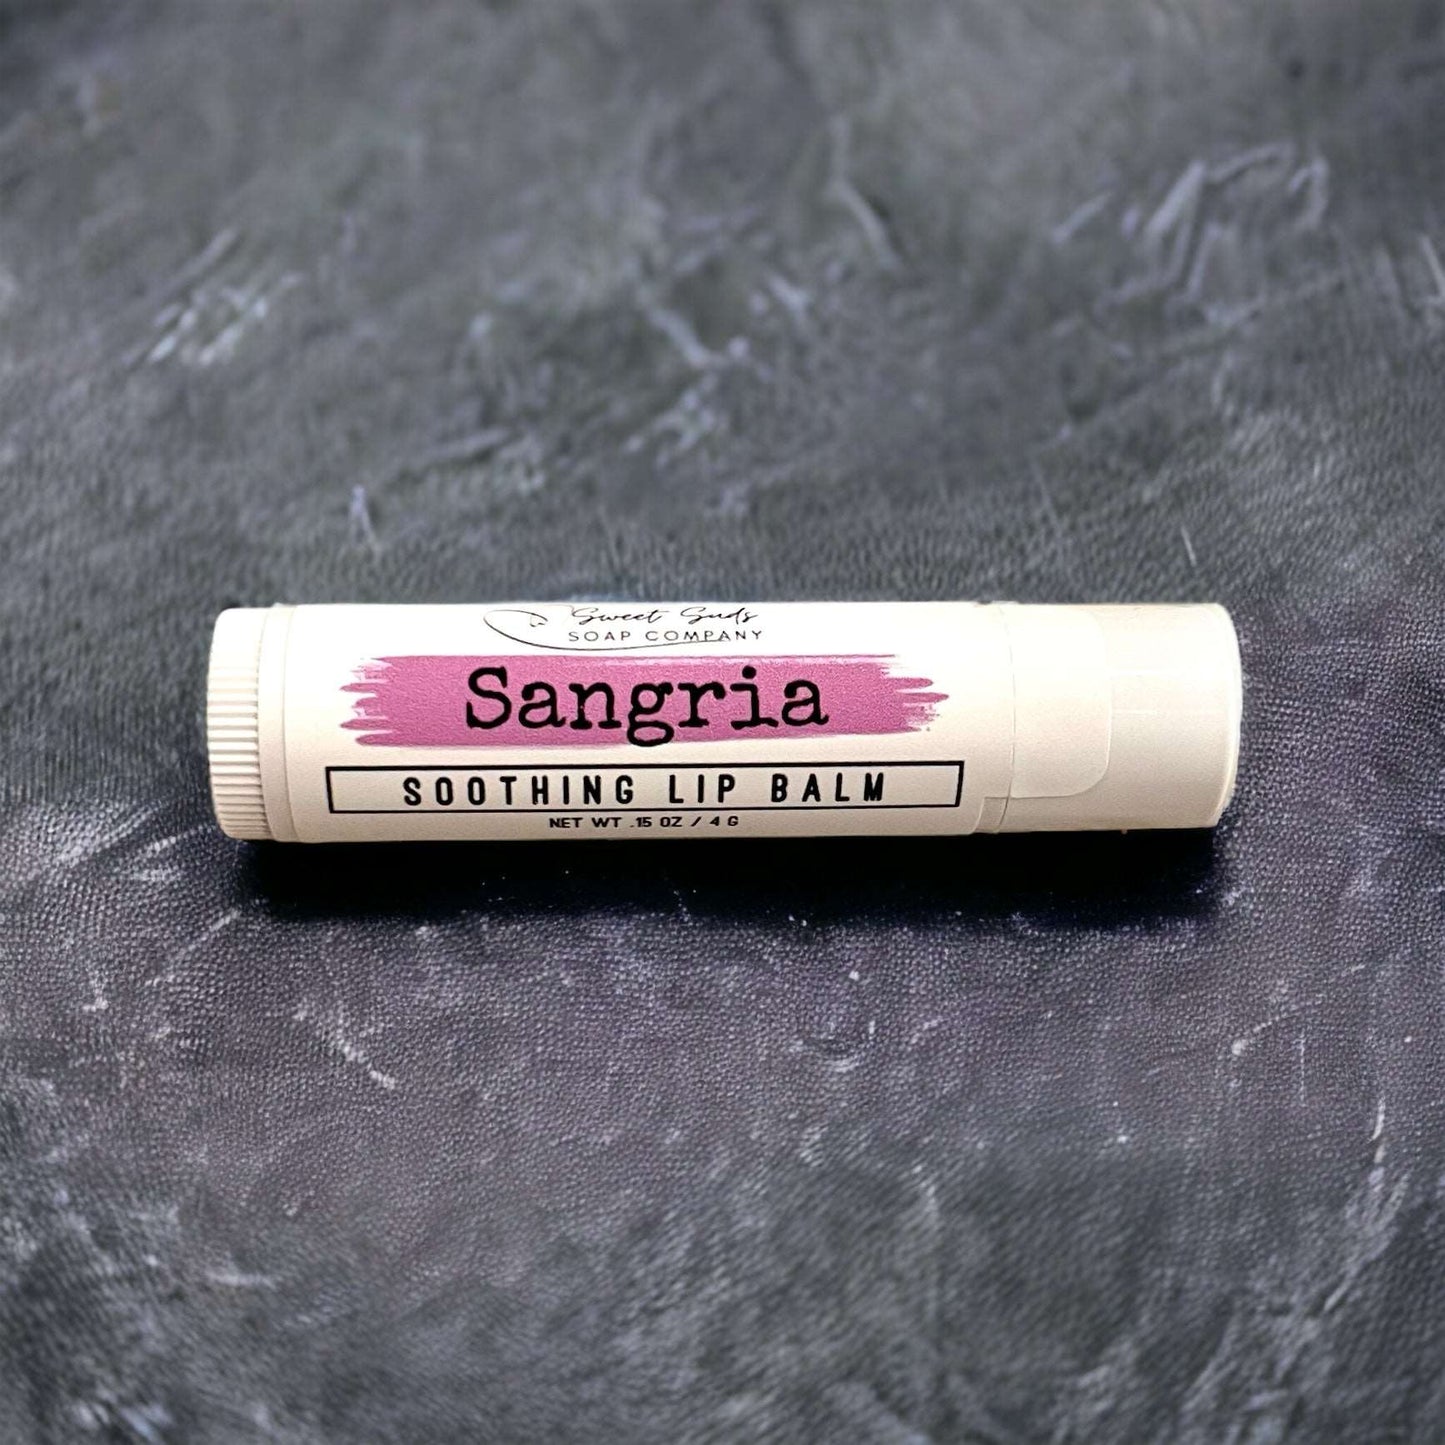 Sweet Suds
SOAP COMPANY
Sangria
SOOTHING LIP BALM
NET WT .15 OZ / 4 G